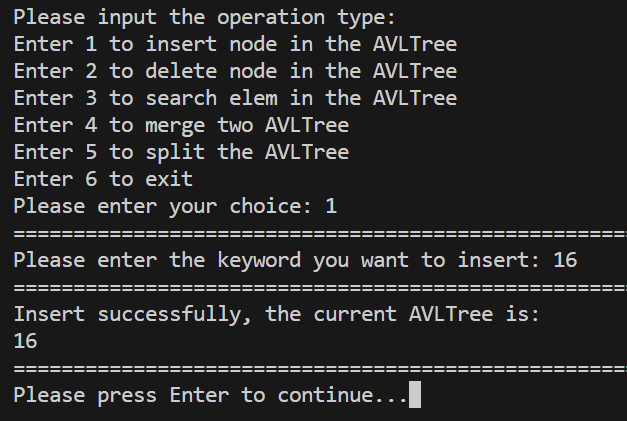 Please input the operation type:
Enter 1 to insert node in the AVLTree
Enter 2 to delete node in the AVLTree
Enter 3 to search elem in the AVLTree
Enter 4 to merge two AVLTree
Enter 5 to split the AVLTree
Enter 6 to exit
Please enter your choice: 1
===================================================
Please enter the keyword you want to insert: 16
===================================================
Insert successfully, the current AVLTree is:
16
===================================================
Please press Enter to continue...